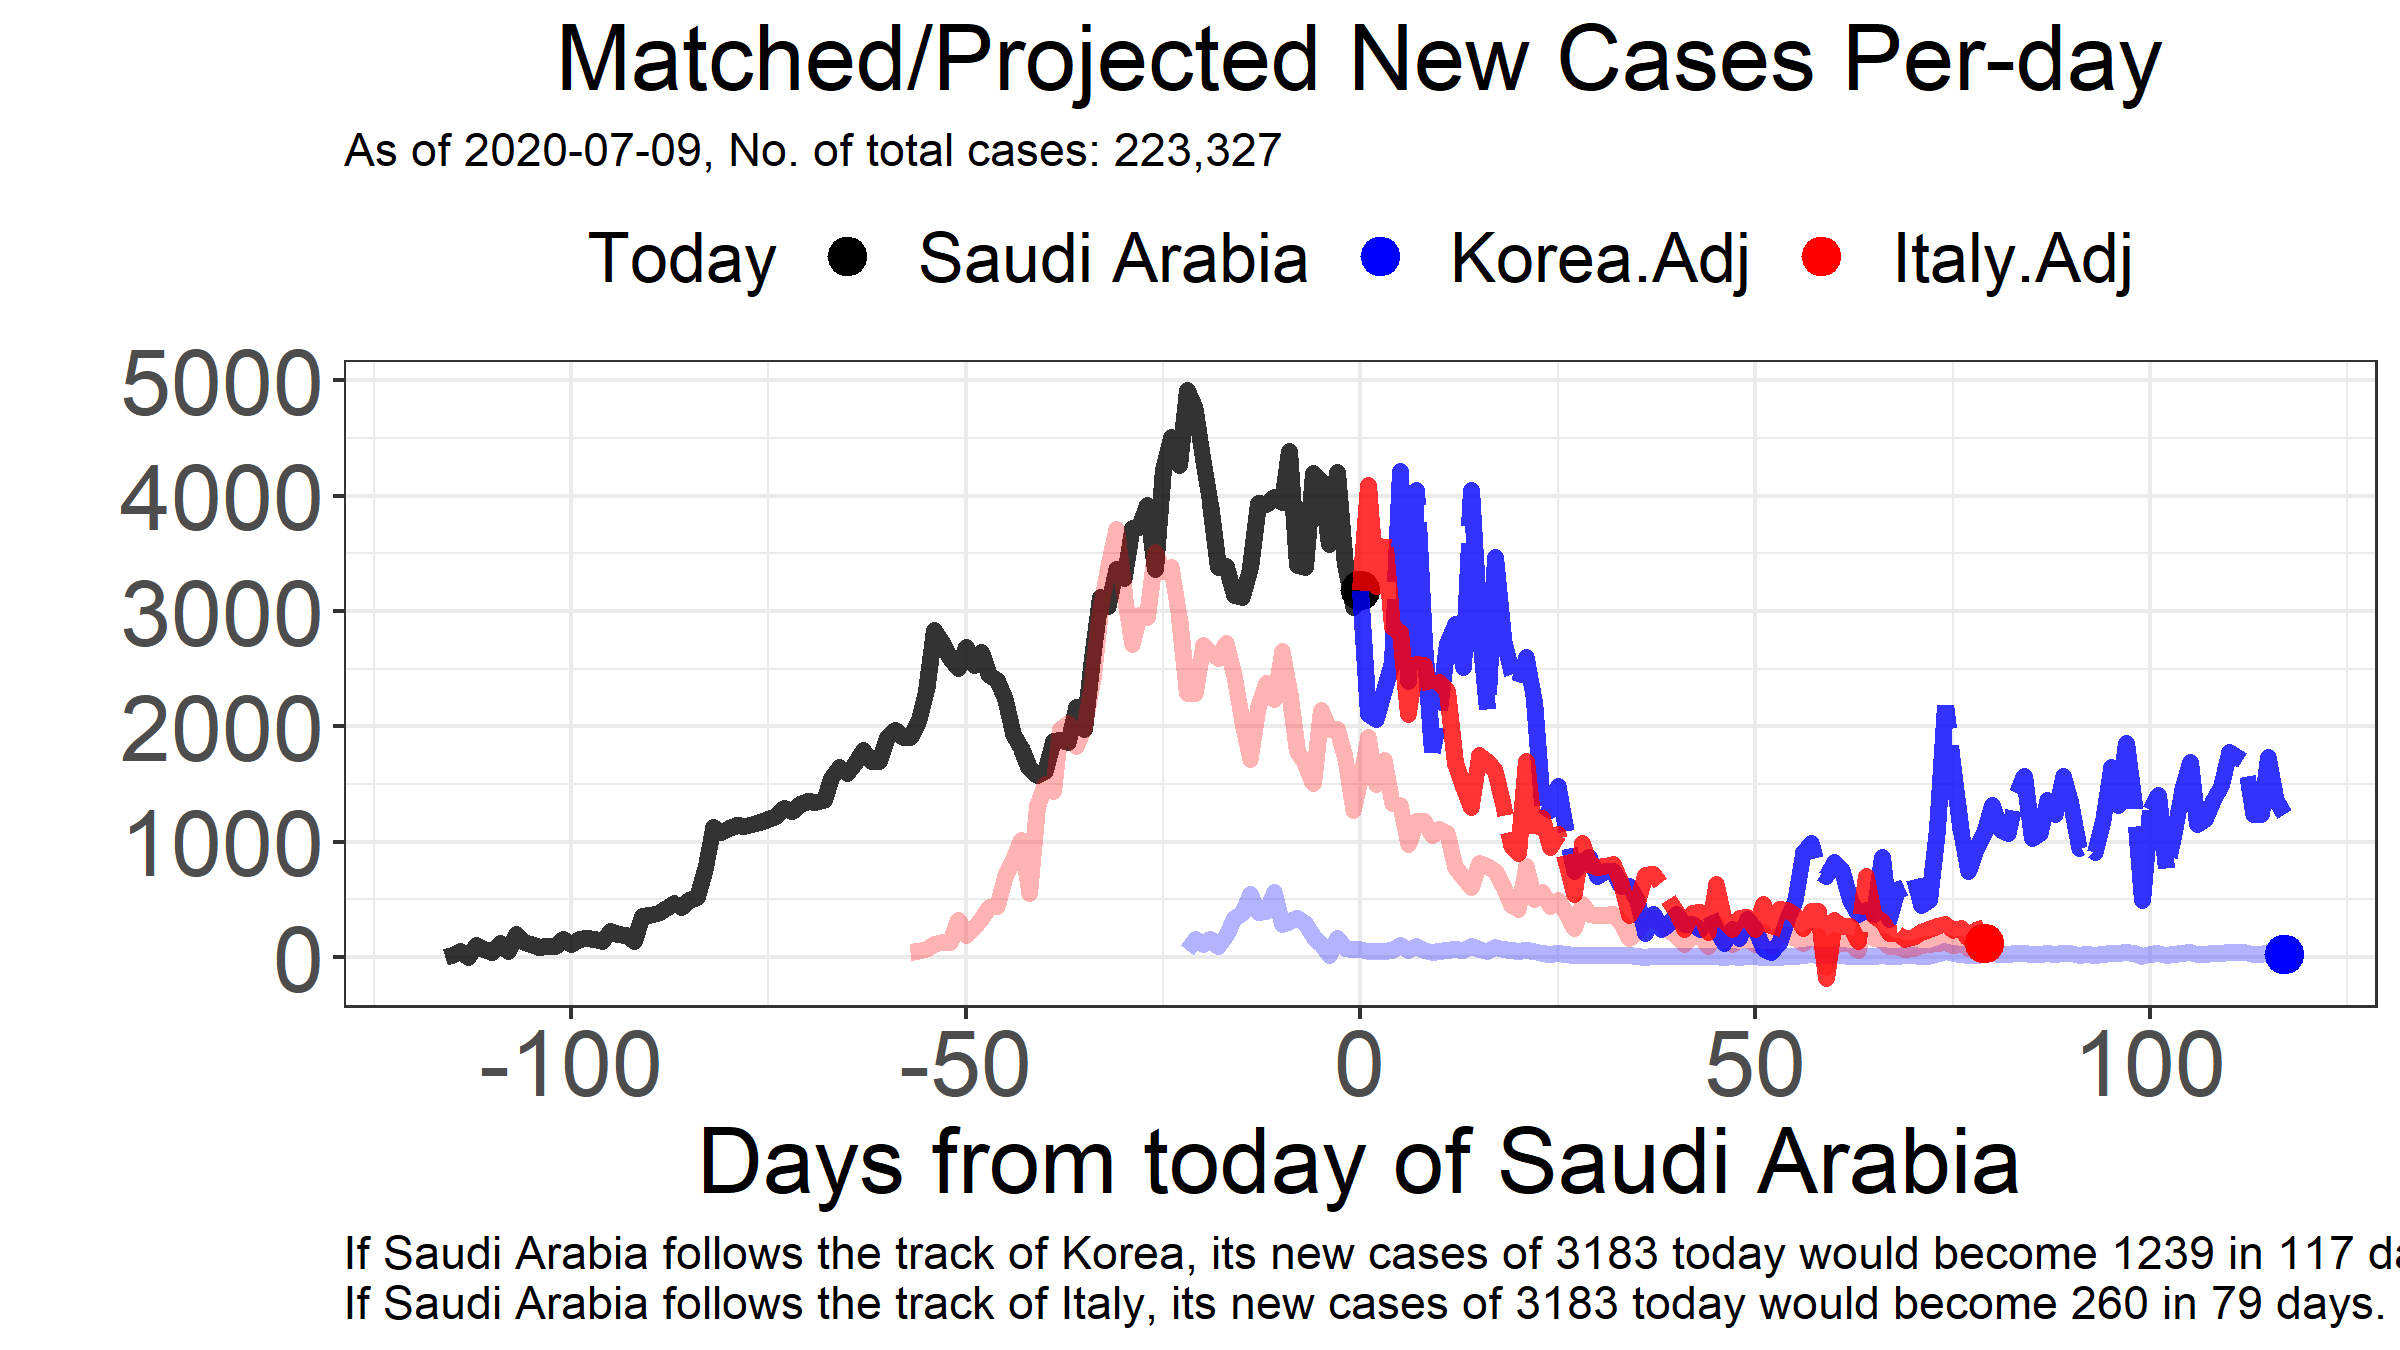 Matched/Projected New Cases Per-day
As of 2020-07-09, No. of total cases: 223,327
Today Saudi Arabia Korea.Adj Italy.Adj
5000
4000
3000
2000
1000
0
-100 -50 0 50 100
Days from today of Saudi Arabia
If Saudi Arabia follows the track of Korea, its new cases of 3183 today would become 1239 in 117
If Saudi Arabia follows the track of Italy, its new cases of 3183 today would become 260 in 79 days.